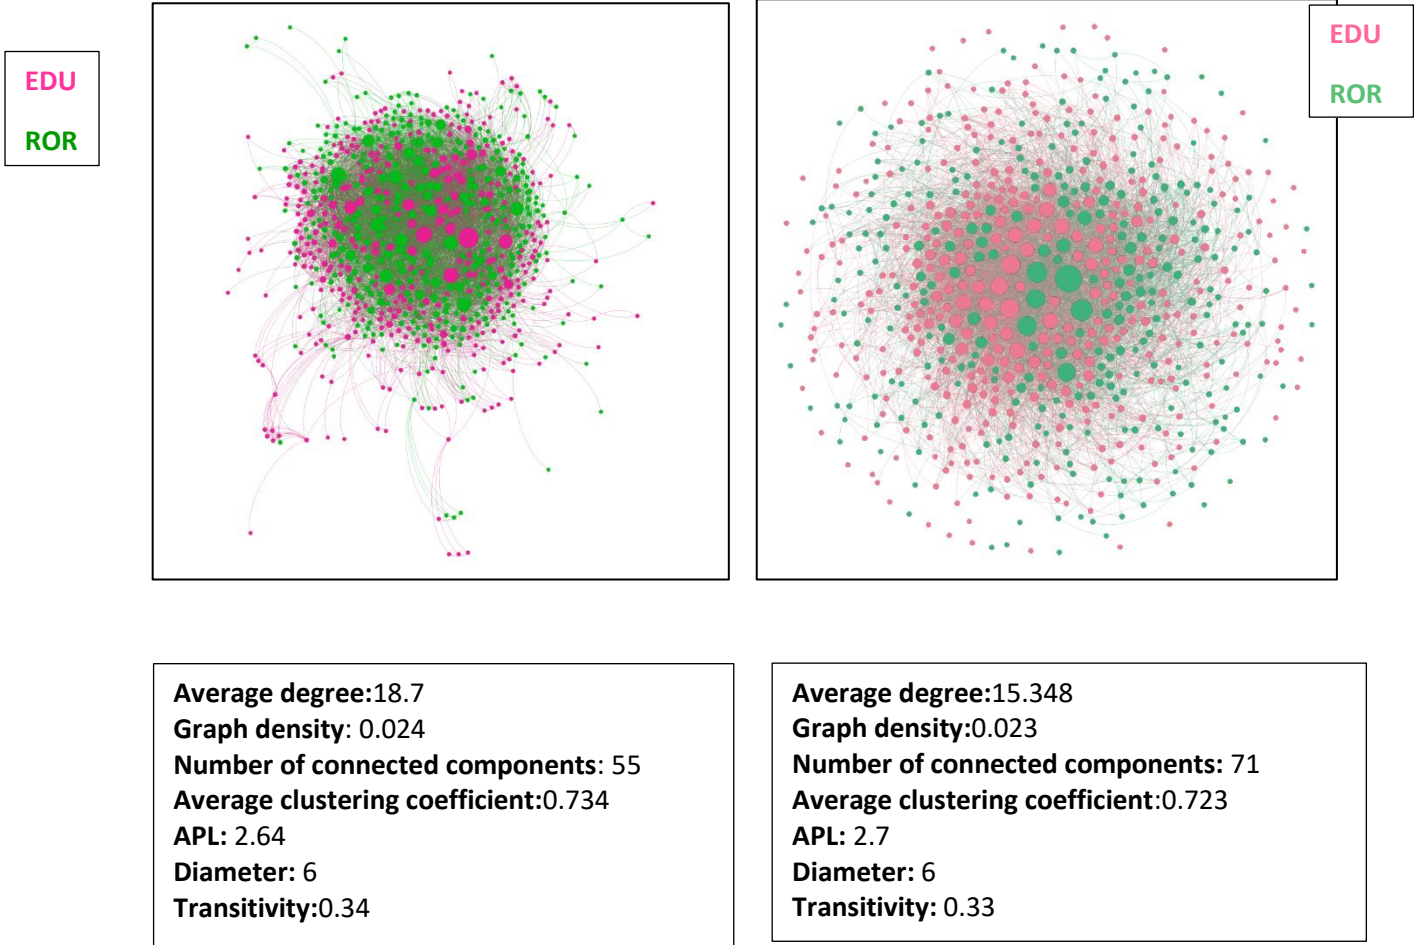 EDU
ROR
EDU
ROR
Average degree:18.7
Graph density: 0.024
Number of connected components: 55
Average clustering coefficient:0.734
APL: 2.64
Diameter: 6
Transitivity:0.34
Average degree:15.348
Graph density:0.023
Number of connected components: 71
Average clustering coefficient:0.723
APL: 2.7
Diameter: 6
Transitivity: 0.33